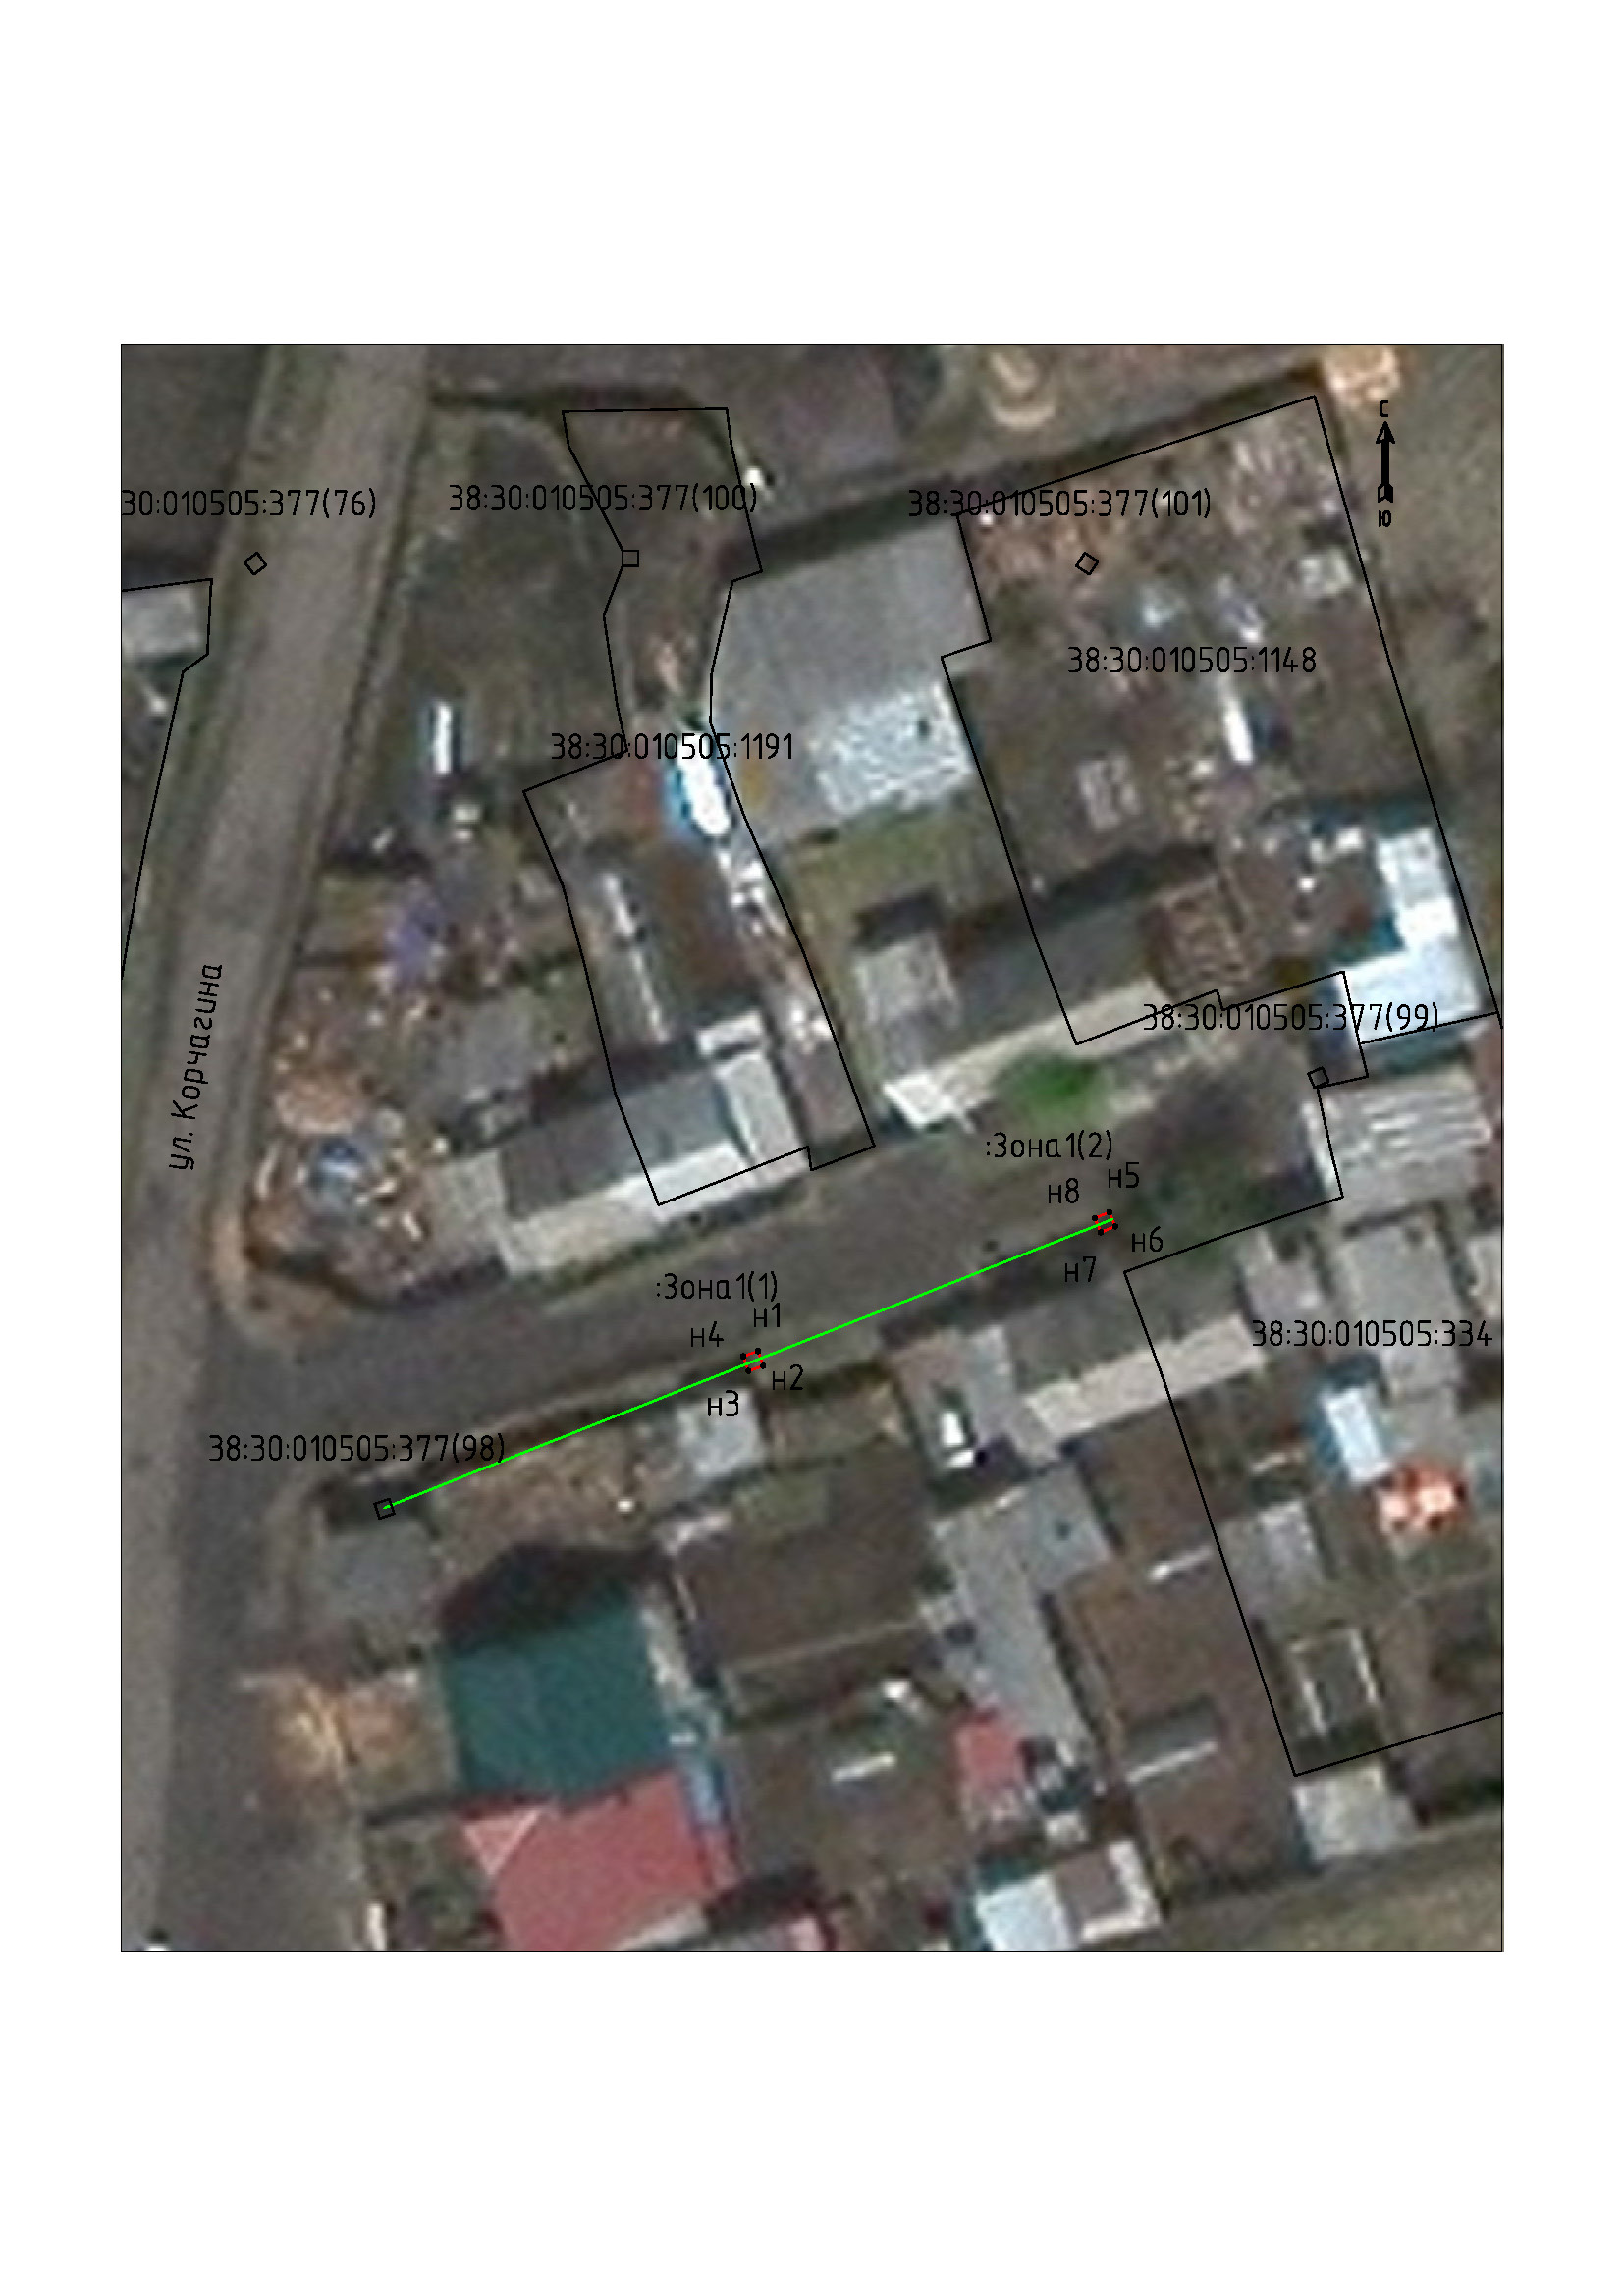 С
Ю
30:010505:377(76)
38:30:010505:377(100)
38:30:010505:377(101)
38:30:010505:1148
38:30:010505:1191
38:30:010505:377(99)
ул. Корчагина
:Зона1(2)
н5
н8
н6
н7
:Зона1(1)
н1
н4
н2
н3
38:30:010505:334
38:30:010505:377(98)